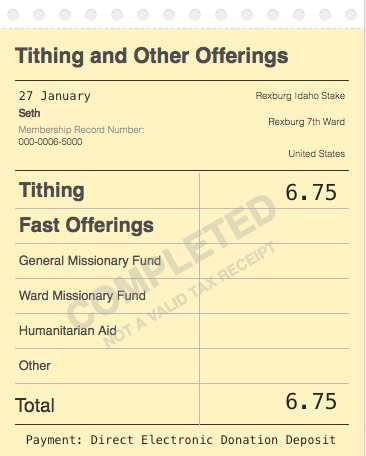 Tithing and Other Offerings
27 January
Rexburg Idaho Stake
Seth
Rexburg 7th Ward
Membership Record Number:
000-0006-5000
United States
Tithing 6.75
Fast Offerings
General Missionary Fund
Ward Missionary Fund
Humanitarian Aid
Other
COMPLETED
NOT A VALID TAX RECEIPT
Total 6.75
Payment: Direct Electronic Donation Deposit